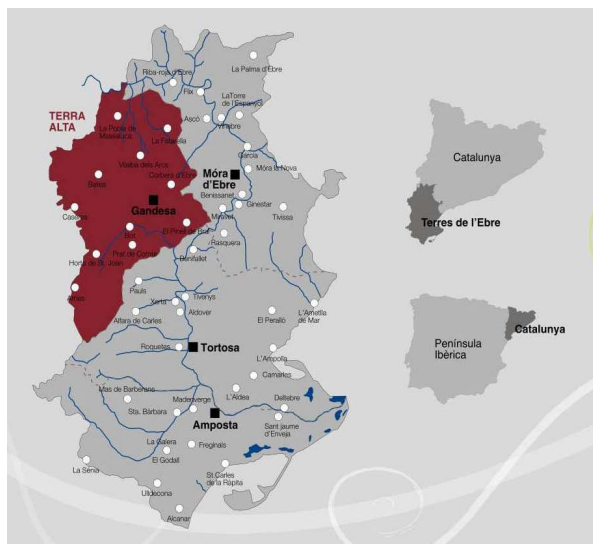 La Palma d'Ebre
Riba-roja d'Ebre
Flix
LaTorre
de l'Espanyol
TERRA
ALTA
Ascó
Vinebre
La Pobla de
Massaluca
La Fatarella
Garcia
Vilalba dels Arcs
Móra la Nova
Corbera d'Ebre
Móra
d'Ebre
Batea
Benissanet
Ginestar
Gandesa
Caseres
Miravet
Tivissa
El Pinell de Brai
Bot
Rasquera
Prat de Comte
Horta de St. Joan
Benifallet
Arnes
Paüls
Tivenys
Xerta
Aldover
Alfara de Carles
El Perelló
L'Ametlla
de Mar
Roquetes
Tortosa
L'Ampolla
Camarles
Mas de Barberans
L'Aldea
Deltebre
Masdenverge
Sta. Bàrbara
Amposta
Sant jaume
d'Enveja
La Galera
Freginals
El Godall
La Sénia
St.Carles
de la Ràpita
Ulldecona
Alcanar
Catalunya
Terres de l'Ebre
Catalunya
Península
Ibèrica